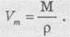 Vₘ = M/ρ .